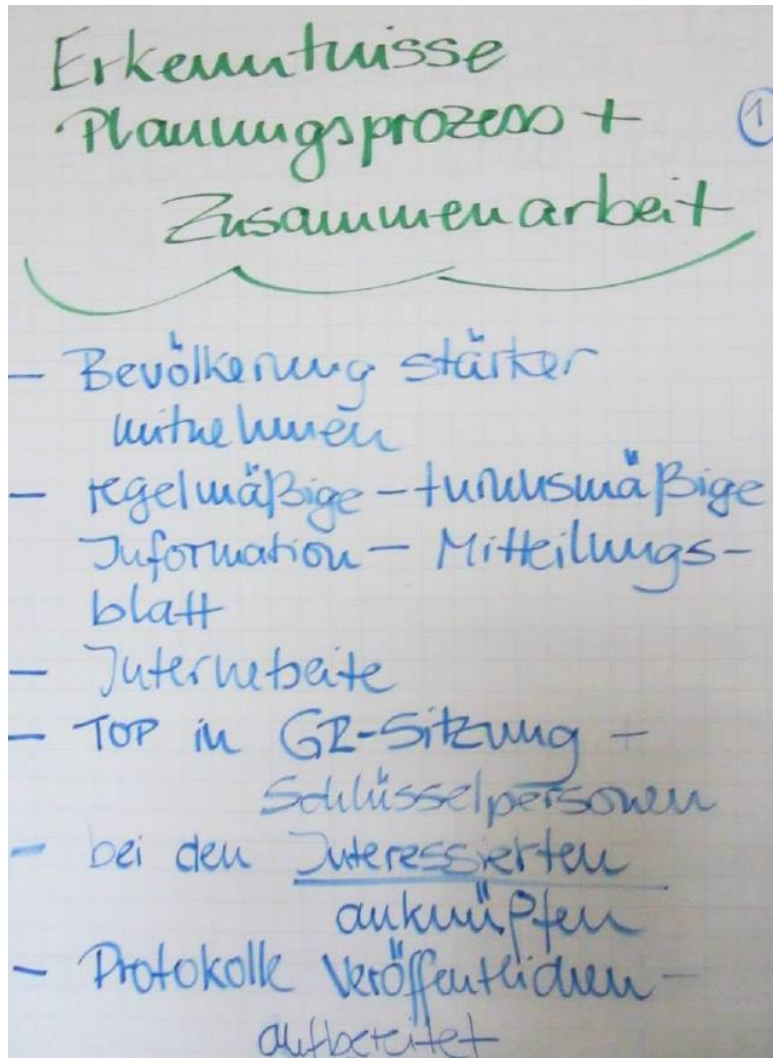 Erkenntnisse
Planungsprozess +
①
Zusammenarbeit
- Bevölkerung stärker
mitnehmen
- regelmäßige - turnusmäßige
Information - Mitteilungs-
blatt
- Internetseite
- TOP in GR-Sitzung -
Schlüsselpersonen
- bei den Interessierten
anknüpfen
- Protokolle veröffentlichen -
aufbereitet